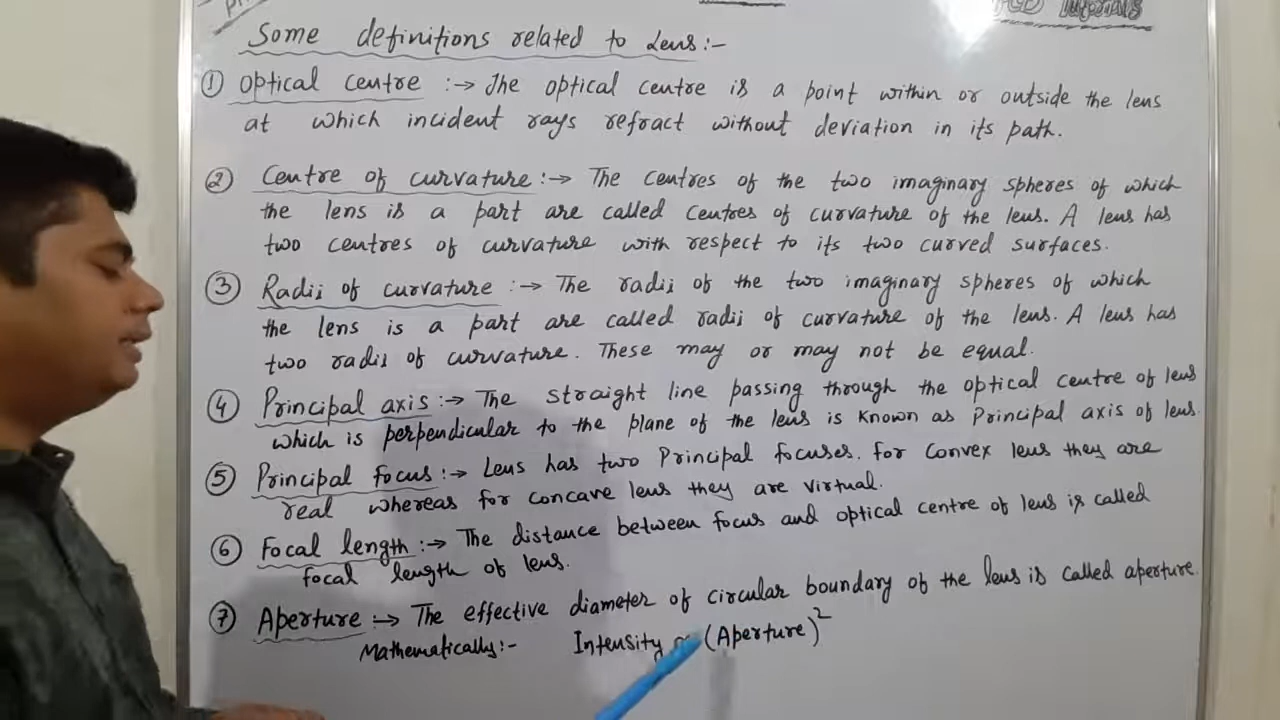 Some definitions related to Lens:-
① Optical centre :→ The optical centre is a point within or outside the lens
at which incident rays refract without deviation in its path.
② Centre of curvature :→ The centres of the two imaginary spheres of which
the lens is a part are called centres of curvature of the lens. A lens has
two centres of curvature with respect to its two curved surfaces.
③ Radii of curvature :→ The radii of the two imaginary spheres of which
the lens is a part are called radii of curvature of the lens. A lens has
two radii of curvature. These may or may not be equal.
④ Principal axis :→ The straight line passing through the optical centre of lens
which is perpendicular to the plane of the lens is known as Principal axis of lens.
⑤ Principal focus :→ Lens has two Principal focuses. For convex lens they are
real whereas for concave lens they are virtual.
⑥ Focal length :→ The distance between focus and optical centre of lens is called
focal length of lens.
⑦ Aperture :→ The effective diameter of circular boundary of the lens is called aperture.
Mathematically:- Intensity (Aperture)²